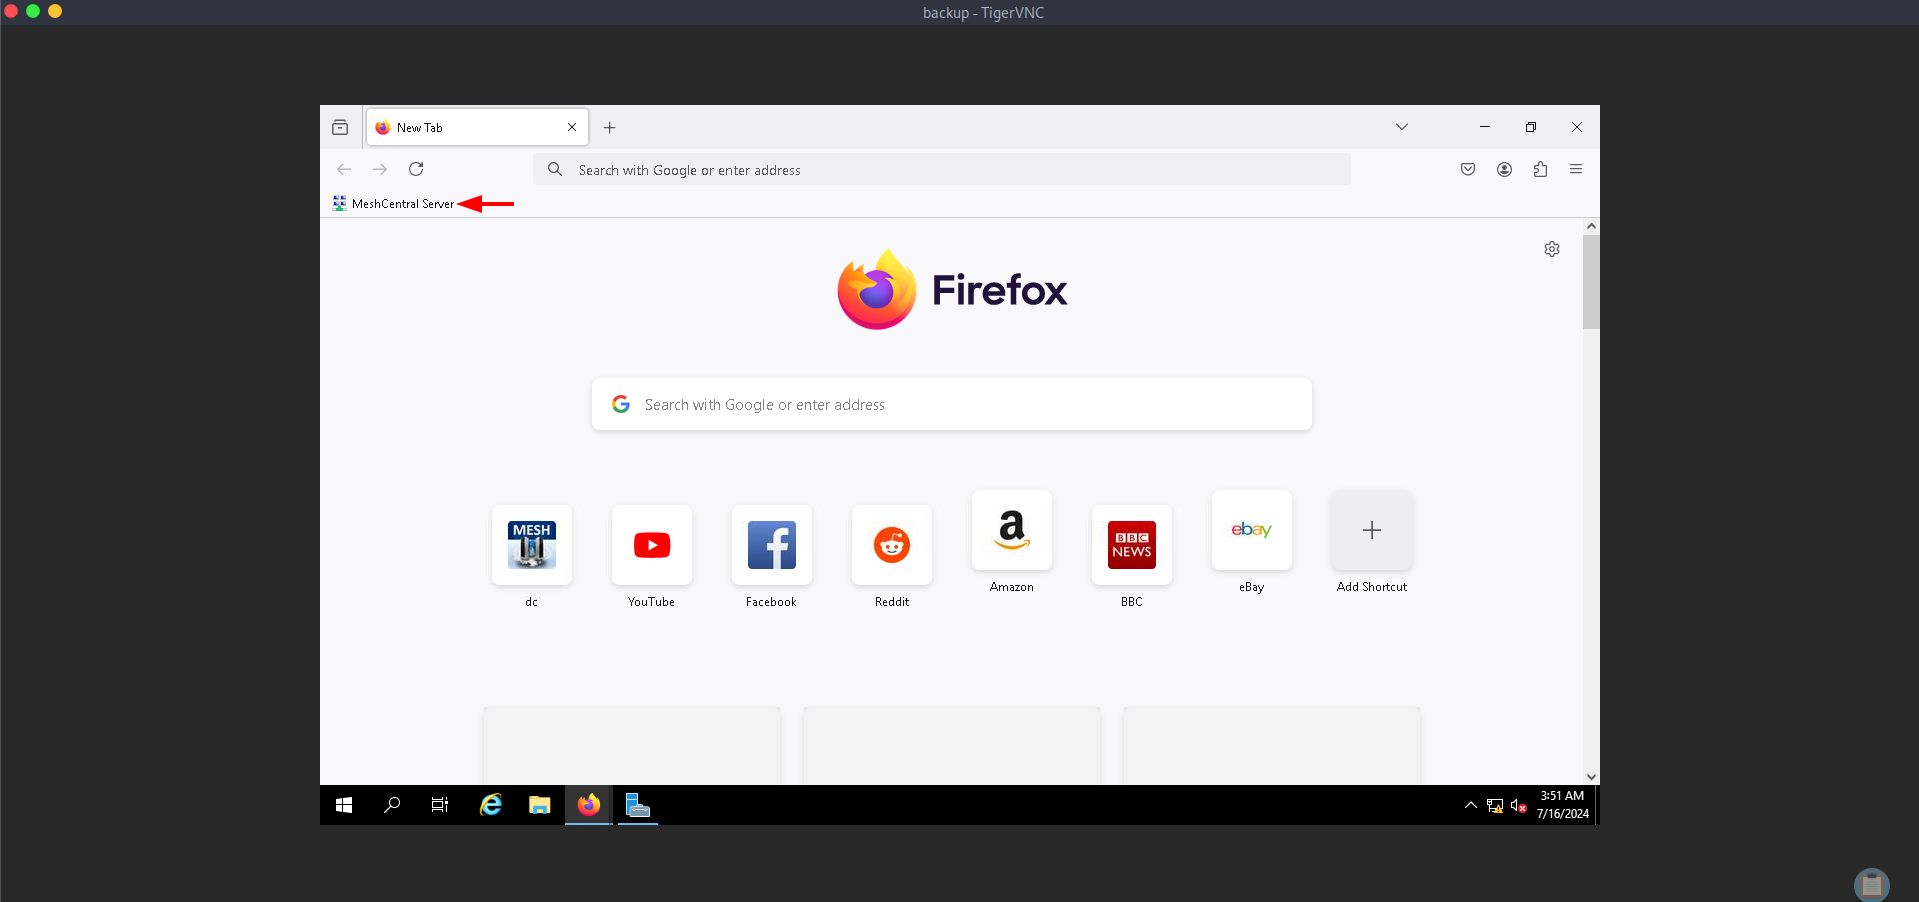 backup - TigerVNC
New Tab
Search with Google or enter address
MeshCentral Server
Firefox
Search with Google or enter address
MESH
a
BBC
NEWS
ebay
dc
YouTube
Facebook
Reddit
Amazon
BBC
eBay
Add Shortcut
3:51 AM
7/16/2024